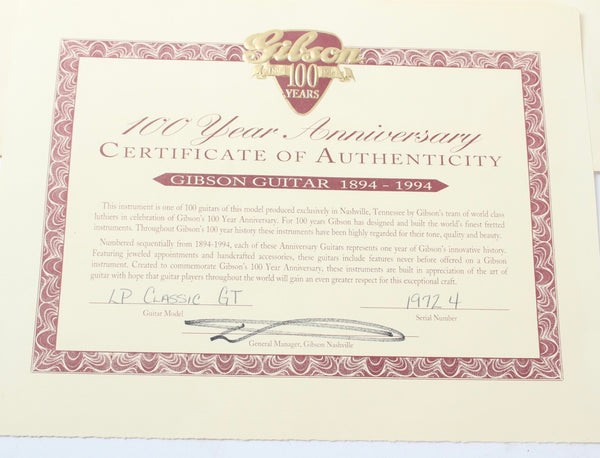 Gibson
100
YEARS
100 Year Anniversary
CERTIFICATE OF AUTHENTICITY
GIBSON GUITAR 1894 - 1994
This instrument is one of 100 guitars of this model produced exclusively in Nashville, Tennessee by Gibson's team of world class
luthiers in celebration of Gibson's 100 Year Anniversary. For 100 years Gibson has designed and built the world's finest fretted
instruments. Throughout Gibson's 100 year history these instruments have been highly regarded for their tone, quality and beauty.
Numbered sequentially from 1894-1994, each of these Anniversary Guitars represents one year of Gibson's innovative history.
Featuring jeweled appointments and handcrafted accessories, these guitars include features never before offered on a Gibson
instrument. Created to commemorate Gibson's 100 Year Anniversary, these instruments are built in appreciation of the art of
guitar with hope that guitar players throughout the world will gain an even greater respect for this exceptional craft.
LP CLASSIC GT 1972 4
Guitar Model Serial Number
General Manager, Gibson Nashville